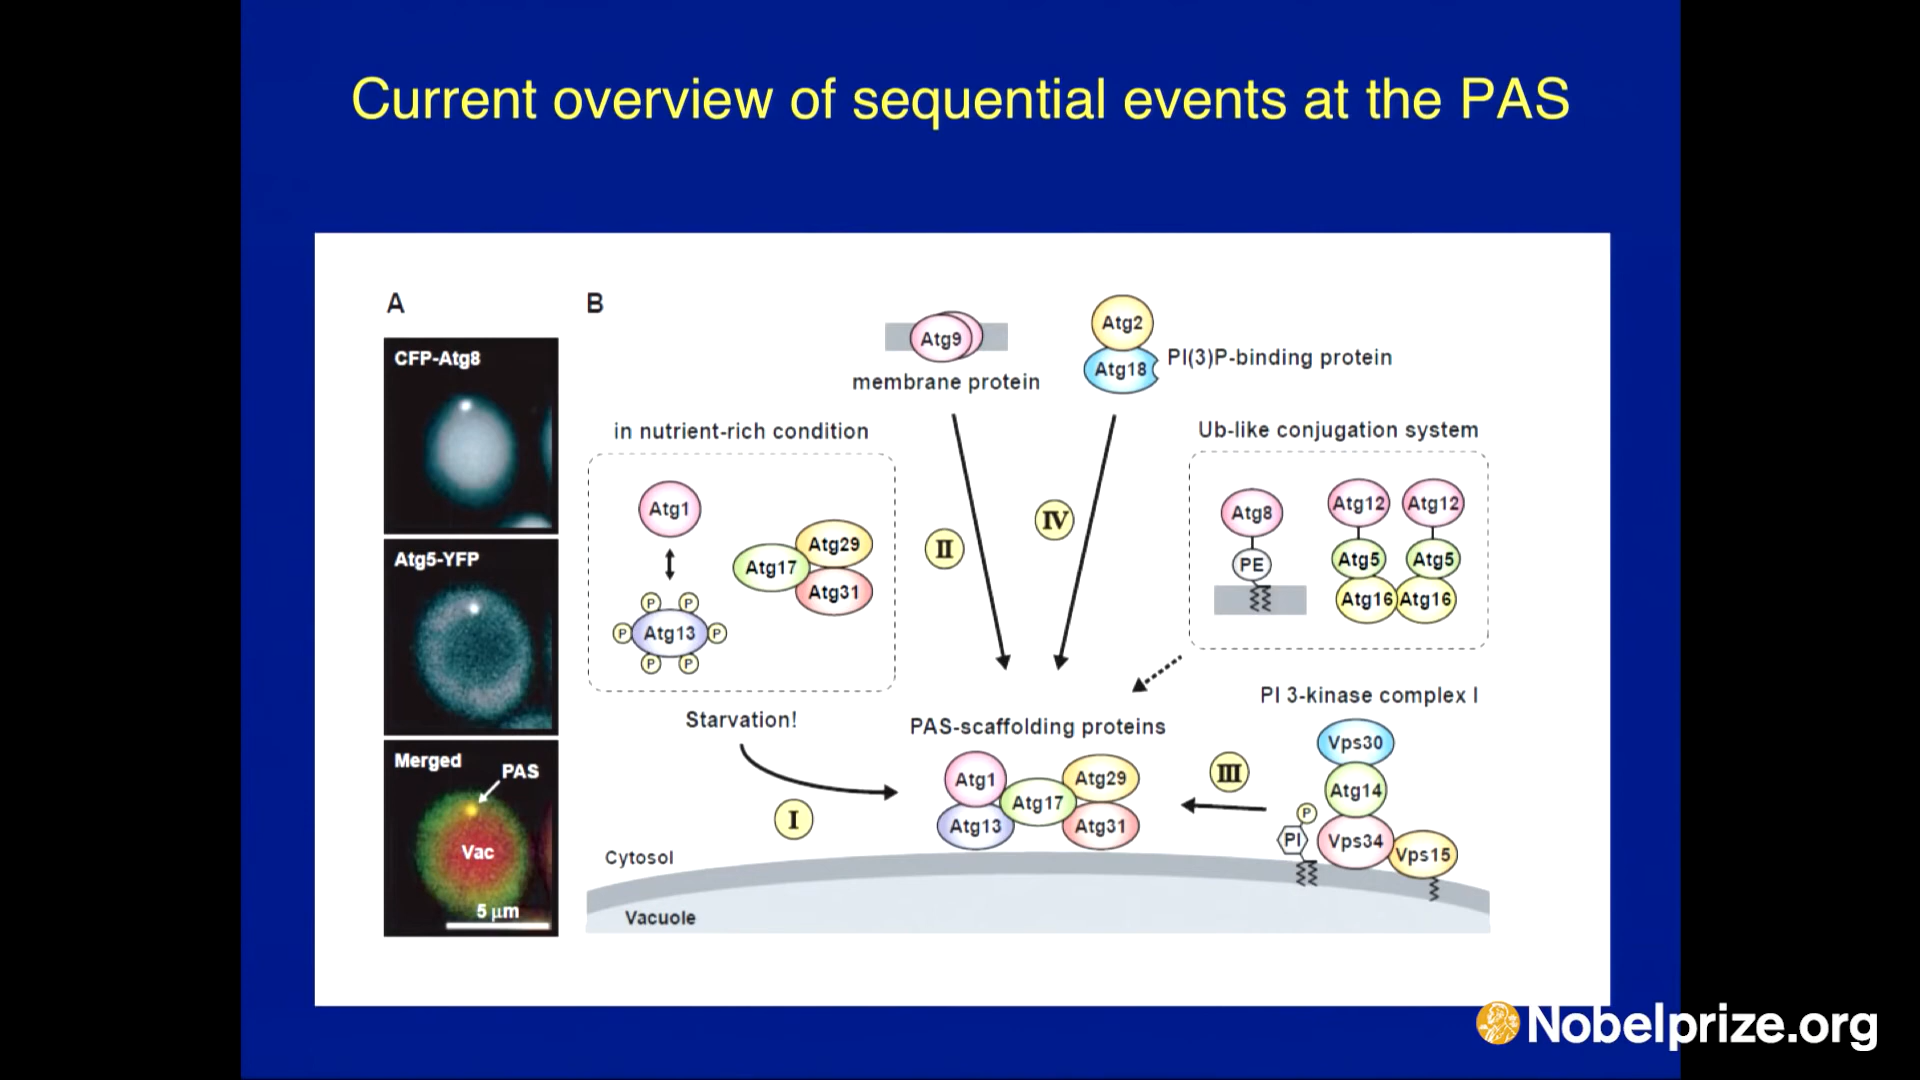 Current overview of sequential events at the PAS
A
CFP-Atg8
Atg5-YFP
Merged
PAS
Vac
5 μm
B
Atg9
membrane protein
Atg2
Atg18
PI(3)P-binding protein
in nutrient-rich condition
Atg1
P P
P Atg13 P
P P
Atg17
Atg29
Atg31
II
IV
Ub-like conjugation system
Atg8
PE
Atg12 Atg12
Atg5 Atg5
Atg16 Atg16
Starvation!
I
PAS-scaffolding proteins
Atg1
Atg13
Atg17
Atg29
Atg31
III
PI 3-kinase complex I
Vps30
Atg14
Vps34
Vps15
P
PI
Cytosol
Vacuole
Nobelprize.org